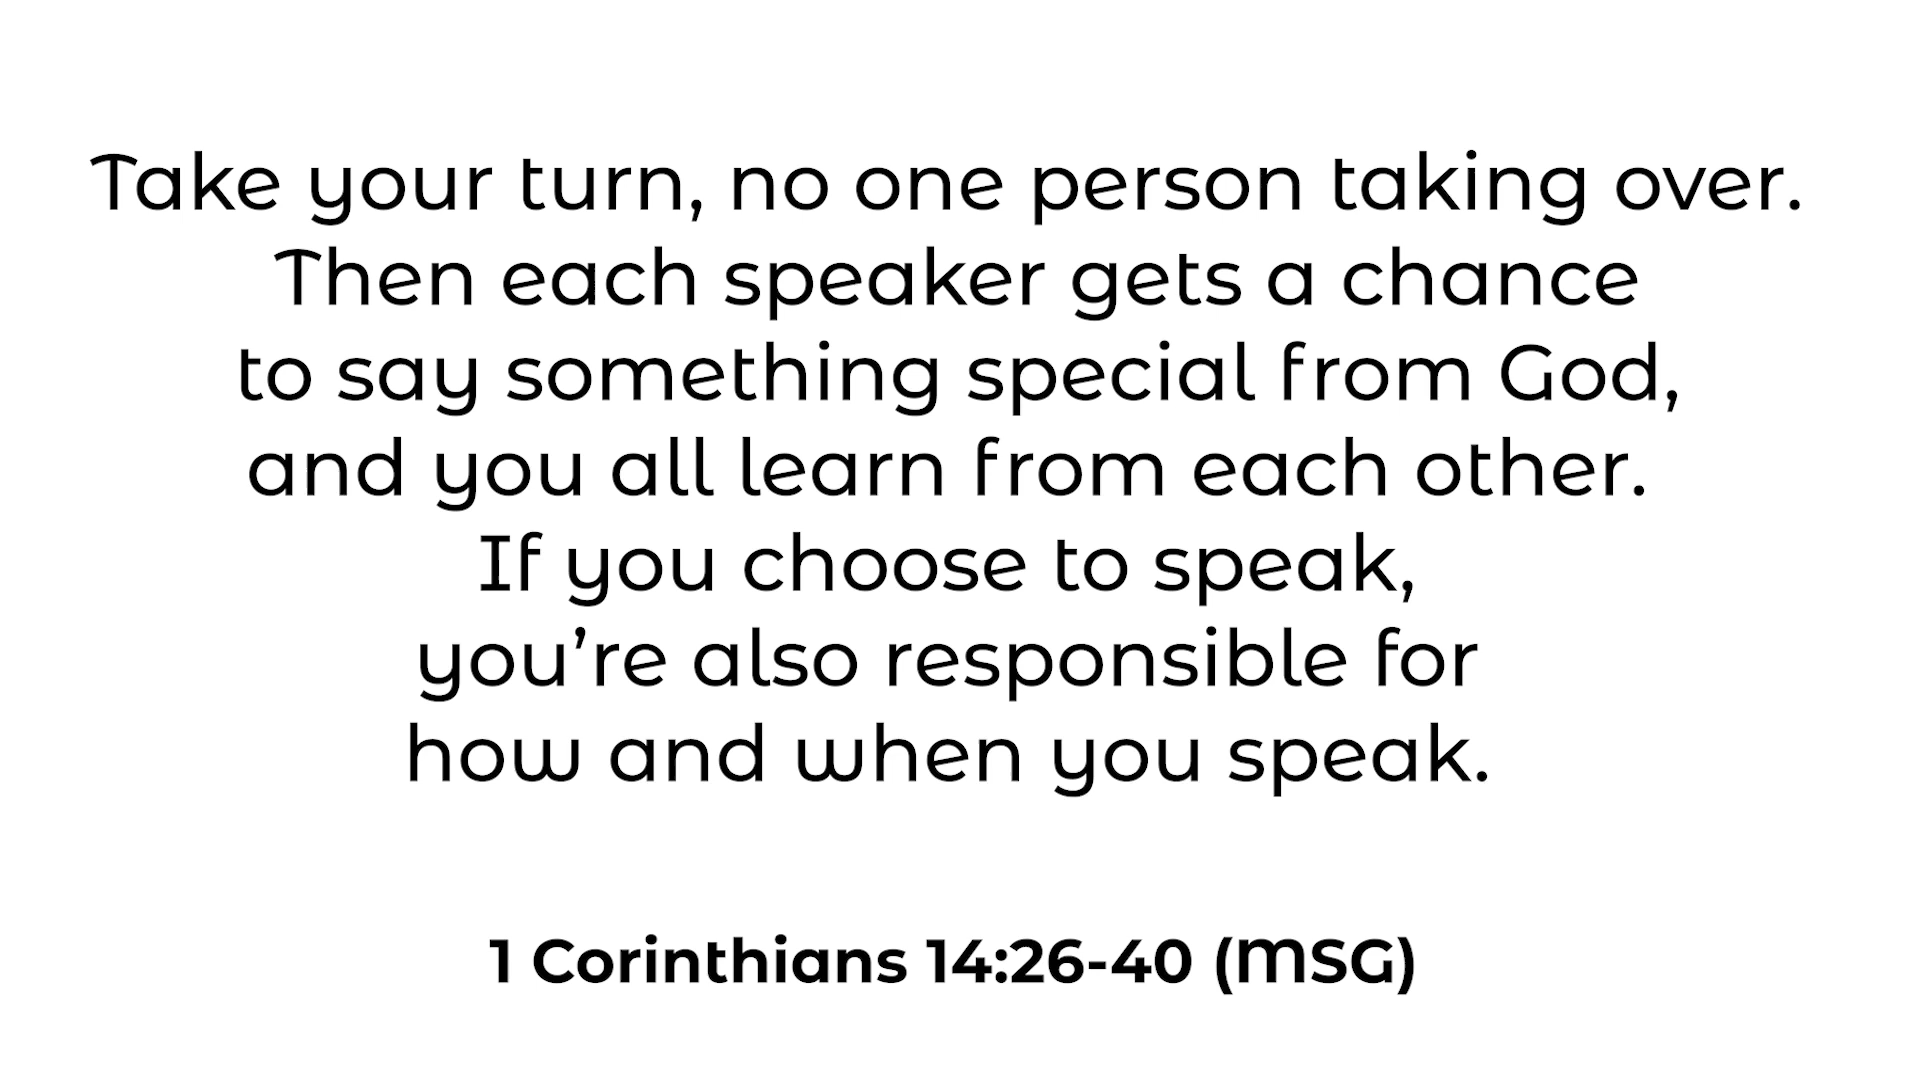 Take your turn, no one person taking over.
Then each speaker gets a chance
to say something special from God,
and you all learn from each other.
If you choose to speak,
you’re also responsible for
how and when you speak.
1 Corinthians 14:26-40 (MSG)